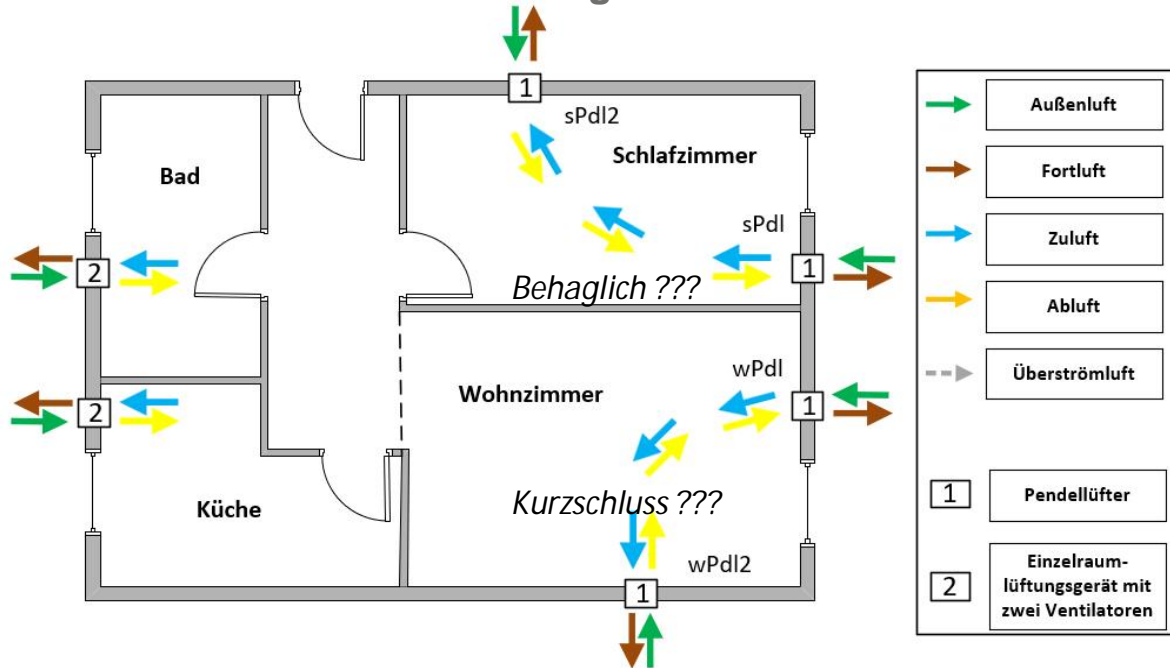 1
sPdl2
Schlafzimmer
Bad
sPdl
2
1
Behaglich ???
wPdl
Wohnzimmer
2
1
Küche
Kurzschluss ???
wPdl2
1
Außenluft
Fortluft
Zuluft
Abluft
Überströmluft
1
Pendellüfter
2
Einzelraum-
lüftungsgerät mit
zwei Ventilatoren